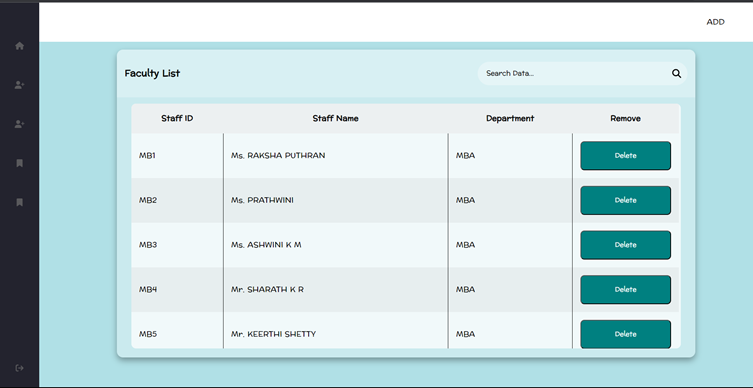 ADD
Faculty List
Search Data...
Staff ID Staff Name Department Remove
MB1 Ms. RAKSHA PUTHRAN MBA Delete
MB2 Ms. PRATHWINI MBA Delete
MB3 Ms. ASHWINI K M MBA Delete
MB4 Mr. SHARATH K R MBA Delete
MB5 Mr. KEERTHI SHETTY MBA Delete